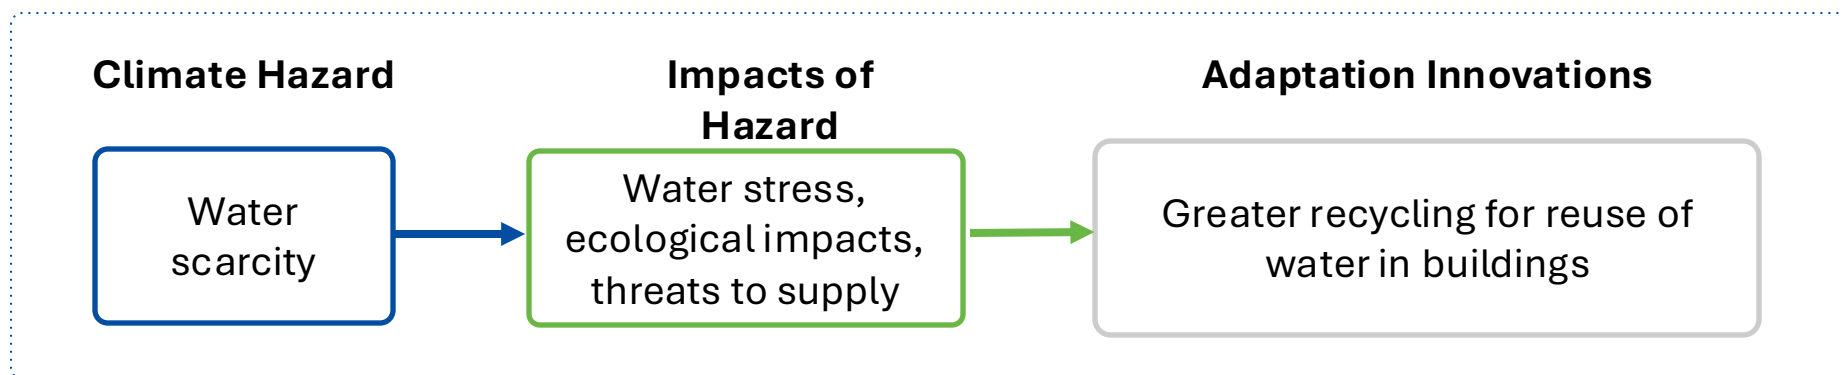 Climate Hazard
Impacts of
Hazard
Adaptation Innovations
Water
scarcity
Water stress,
ecological impacts,
threats to supply
Greater recycling for reuse of
water in buildings